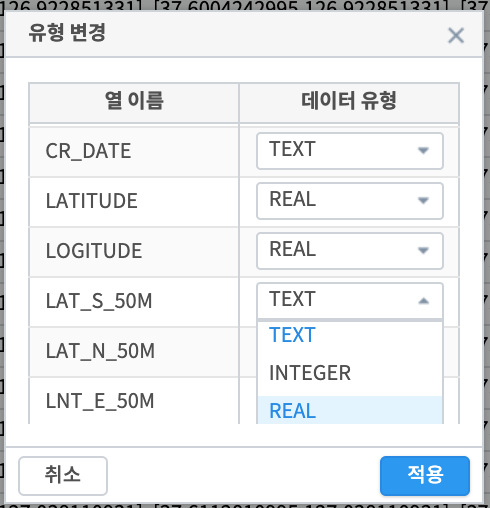 126.922851331], [37.6004242995,126.922851331], [37
유형 변경
열 이름 데이터 유형
CR_DATE TEXT
LATITUDE REAL
LOGITUDE REAL
LAT_S_50M TEXT
TEXT
LAT_N_50M INTEGER
LNT_E_50M REAL
취소 적용